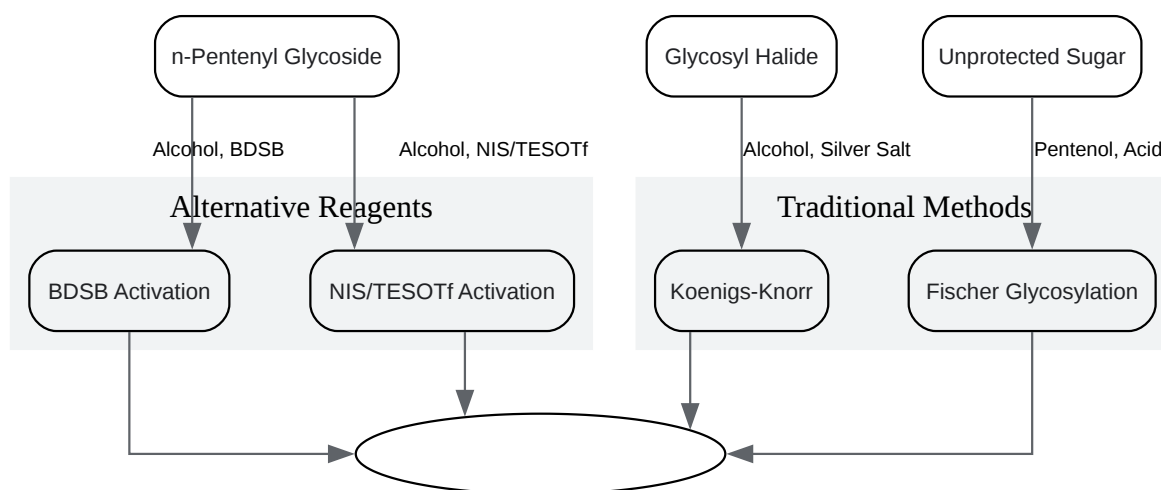 n-Pentenyl Glycoside
Glycosyl Halide
Unprotected Sugar
Alcohol, BDSB
Alcohol, NIS/TESOTf
Alcohol, Silver Salt
Pentenol, Acid
Alternative Reagents
Traditional Methods
BDSB Activation
NIS/TESOTf Activation
Koenigs-Knorr
Fischer Glycosylation